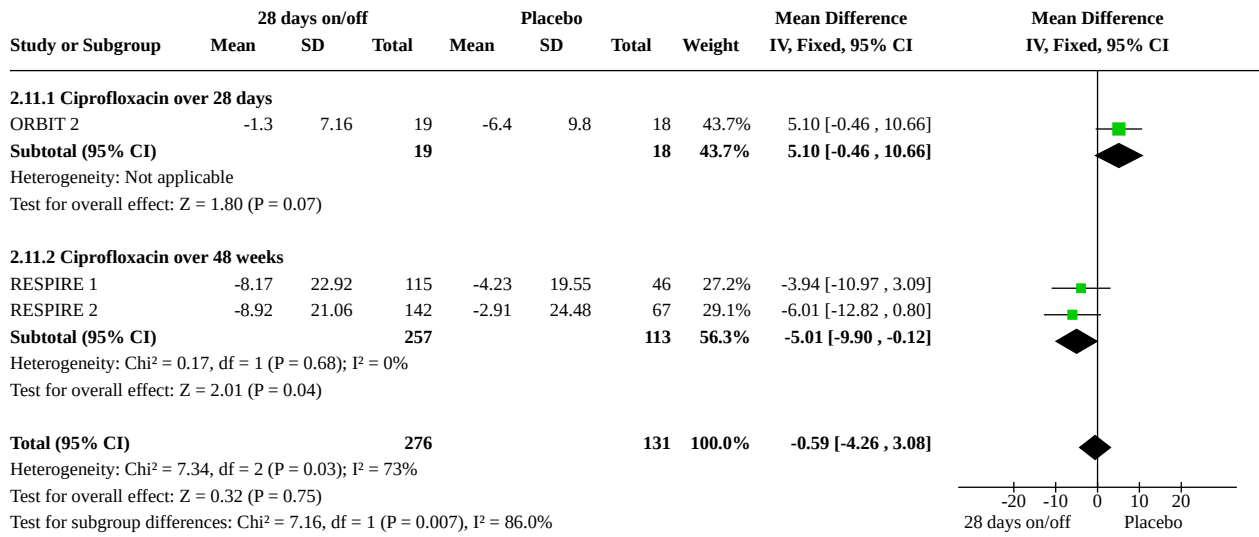 28 days on/off Placebo Mean Difference Mean Difference
Study or Subgroup Mean SD Total Mean SD Total Weight IV, Fixed, 95% CI IV, Fixed, 95% CI
2.11.1 Ciprofloxacin over 28 days
ORBIT 2 -1.3 7.16 19 -6.4 9.8 18 43.7% 5.10 [-0.46 , 10.66]
Subtotal (95% CI) 19 18 43.7% 5.10 [-0.46 , 10.66]
Heterogeneity: Not applicable
Test for overall effect: Z = 1.80 (P = 0.07)
2.11.2 Ciprofloxacin over 48 weeks
RESPIRE 1 -8.17 22.92 115 -4.23 19.55 46 27.2% -3.94 [-10.97 , 3.09]
RESPIRE 2 -8.92 21.06 142 -2.91 24.48 67 29.1% -6.01 [-12.82 , 0.80]
Subtotal (95% CI) 257 113 56.3% -5.01 [-9.90 , -0.12]
Heterogeneity: Chi² = 0.17, df = 1 (P = 0.68); I² = 0%
Test for overall effect: Z = 2.01 (P = 0.04)
Total (95% CI) 276 131 100.0% -0.59 [-4.26 , 3.08]
Heterogeneity: Chi² = 7.34, df = 2 (P = 0.03); I² = 73%
Test for overall effect: Z = 0.32 (P = 0.75)
-20 -10 0 10 20
Test for subgroup differences: Chi² = 7.16, df = 1 (P = 0.007), I² = 86.0% 28 days on/off Placebo